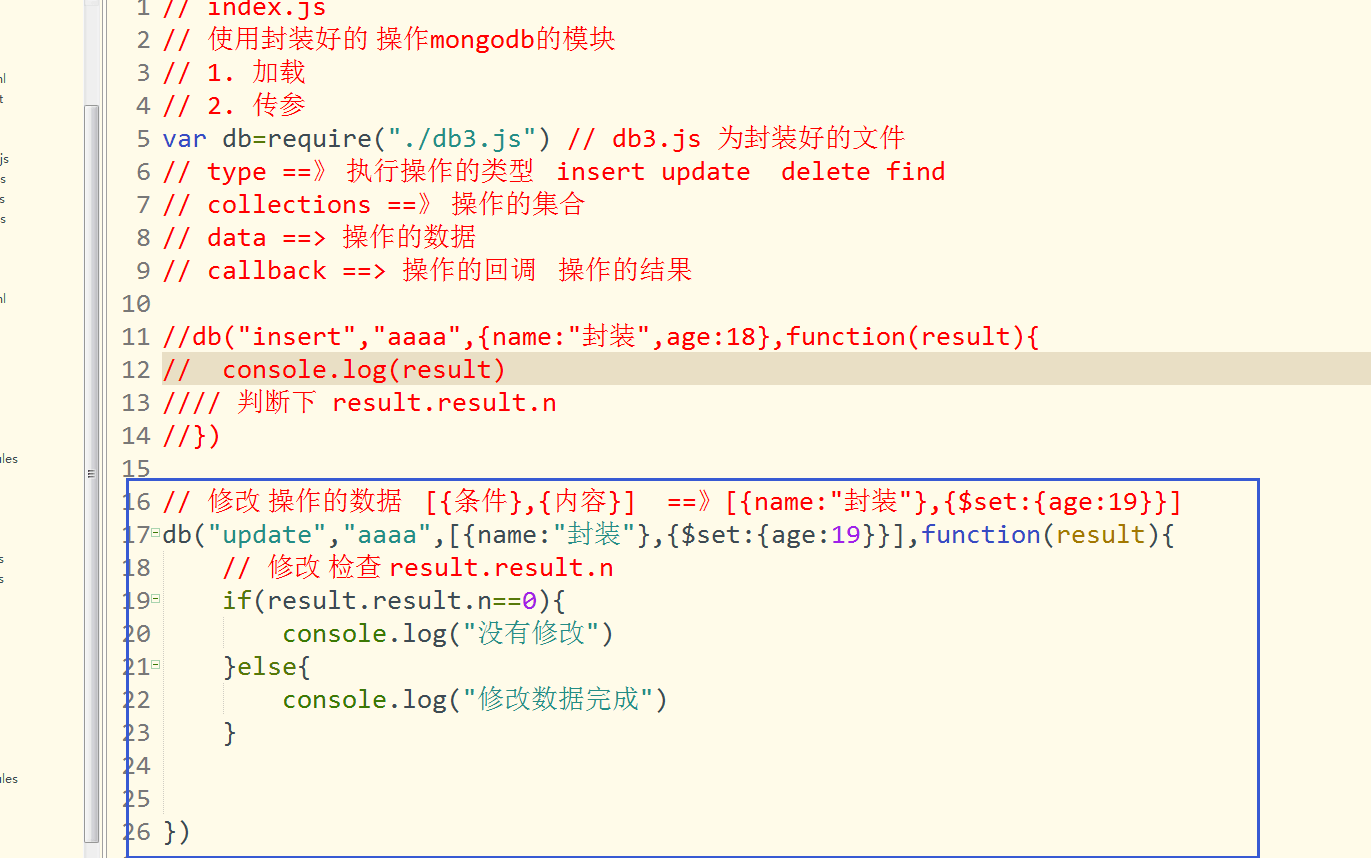 1 // index.js
2 // 使用封装好的 操作mongodb的模块
3 // 1. 加载
4 // 2. 传参
5 var db=require("./db3.js") // db3.js 为封装好的文件
6 // type ==》 执行操作的类型 insert update delete find
7 // collections ==》 操作的集合
8 // data ==> 操作的数据
9 // callback ==> 操作的回调 操作的结果
10
11 //db("insert","aaaa",{name:"封装",age:18},function(result){
12 // console.log(result)
13 //// 判断下 result.result.n
14 //})
15
16 // 修改 操作的数据 [{条件},{内容}] ==》[{name:"封装"},{$set:{age:19}}]
17 db("update","aaaa",[{name:"封装"},{$set:{age:19}}],function(result){
18 // 修改 检查 result.result.n
19 if(result.result.n==0){
20 console.log("没有修改")
21 }else{
22 console.log("修改数据完成")
23 }
24
25
26 })